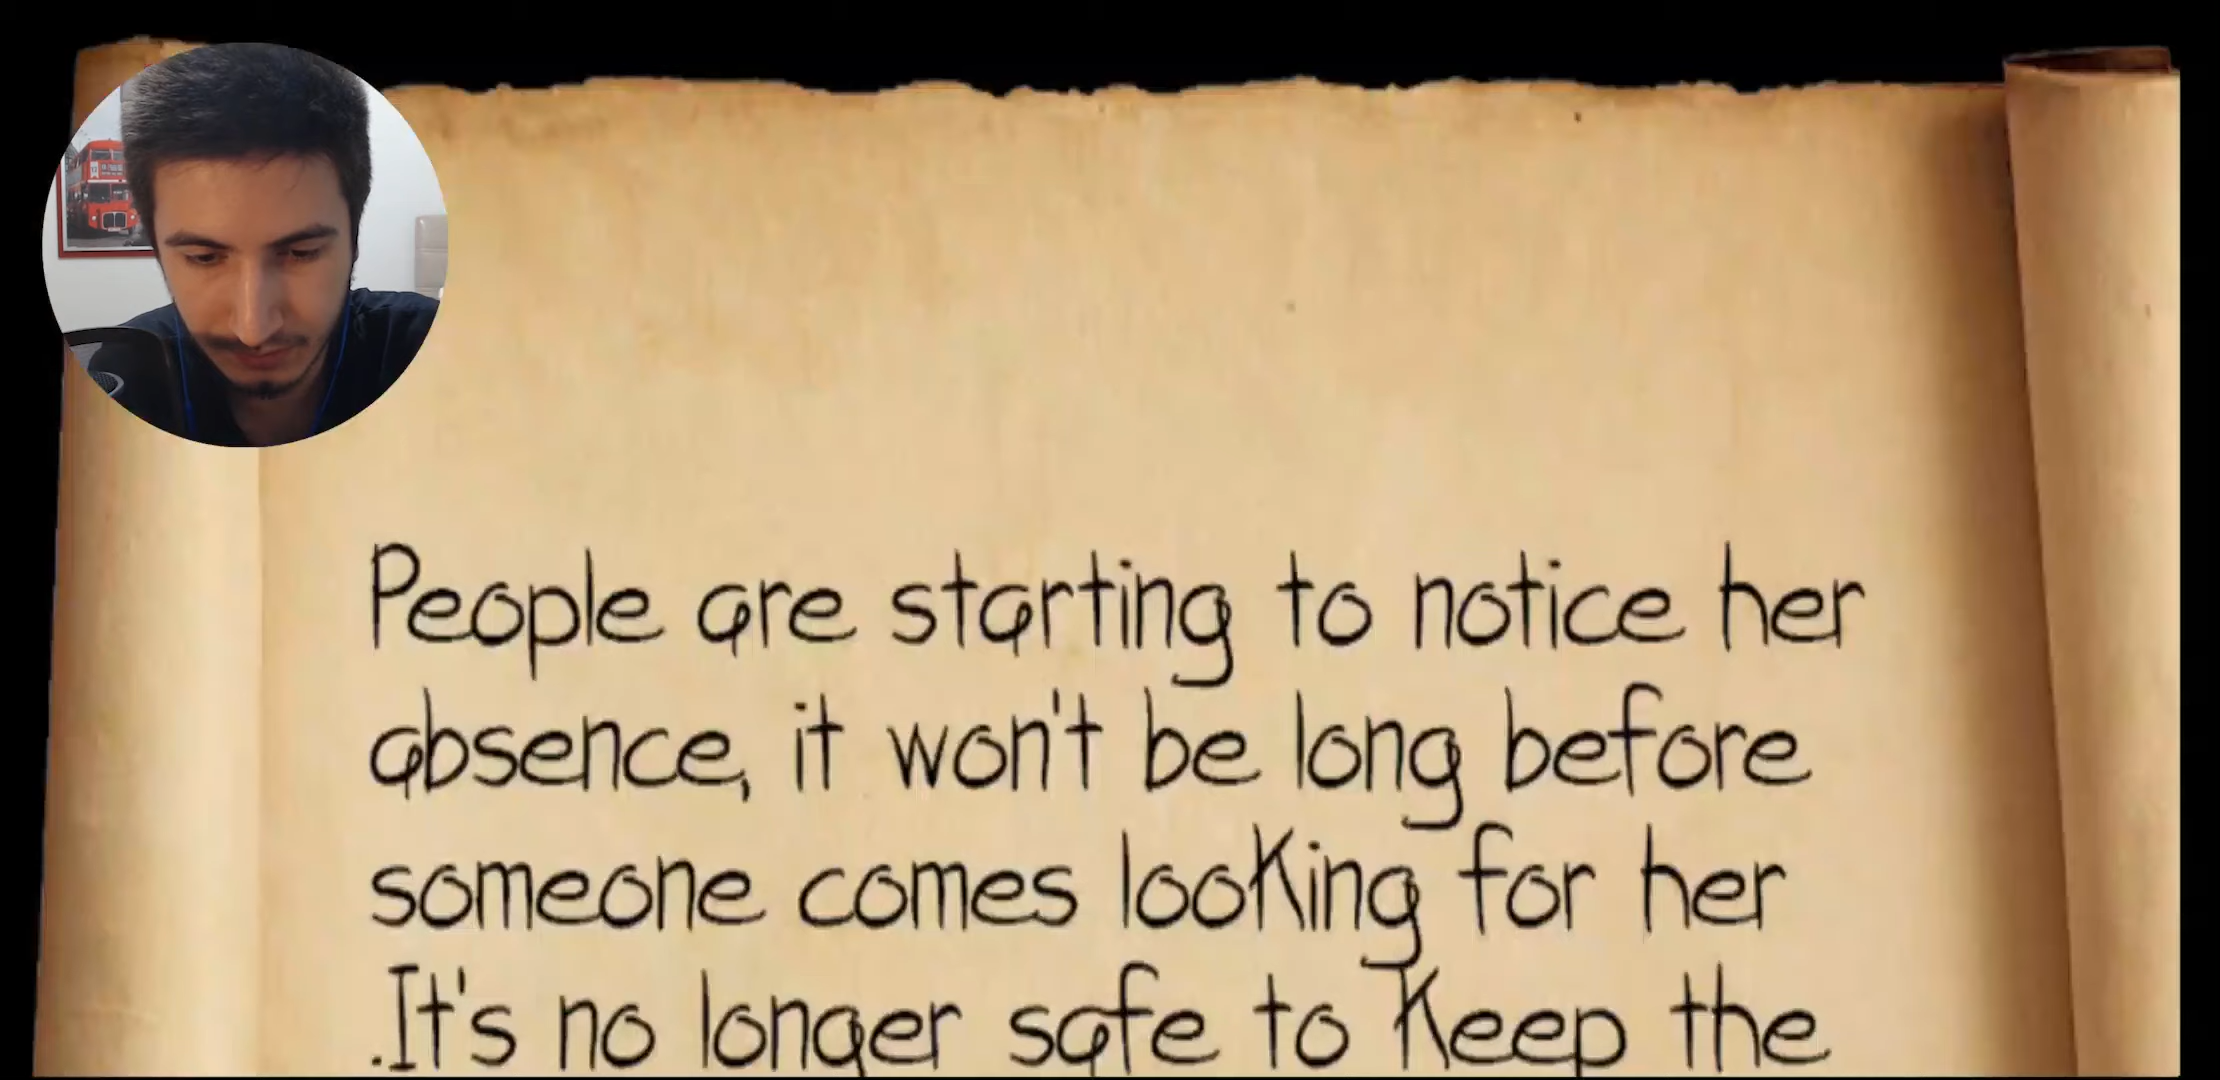 People are starting to notice her
absence, it won't be long before
someone comes looking for her
.It's no longer safe to keep the